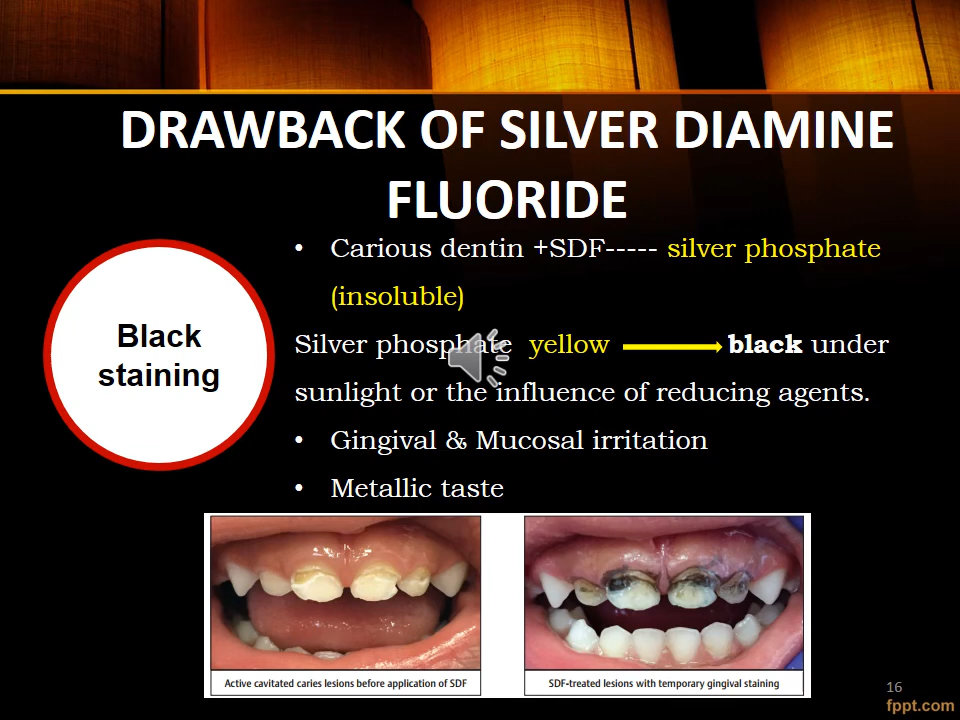 DRAWBACK OF SILVER DIAMINE
FLUORIDE
Black
staining
• Carious dentin +SDF----- silver phosphate
(insoluble)
Silver phosphate yellow black under
sunlight or the influence of reducing agents.
• Gingival & Mucosal irritation
• Metallic taste
Active cavitated caries lesions before application of SDF
SDF-treated lesions with temporary gingival staining
16
fppt.com